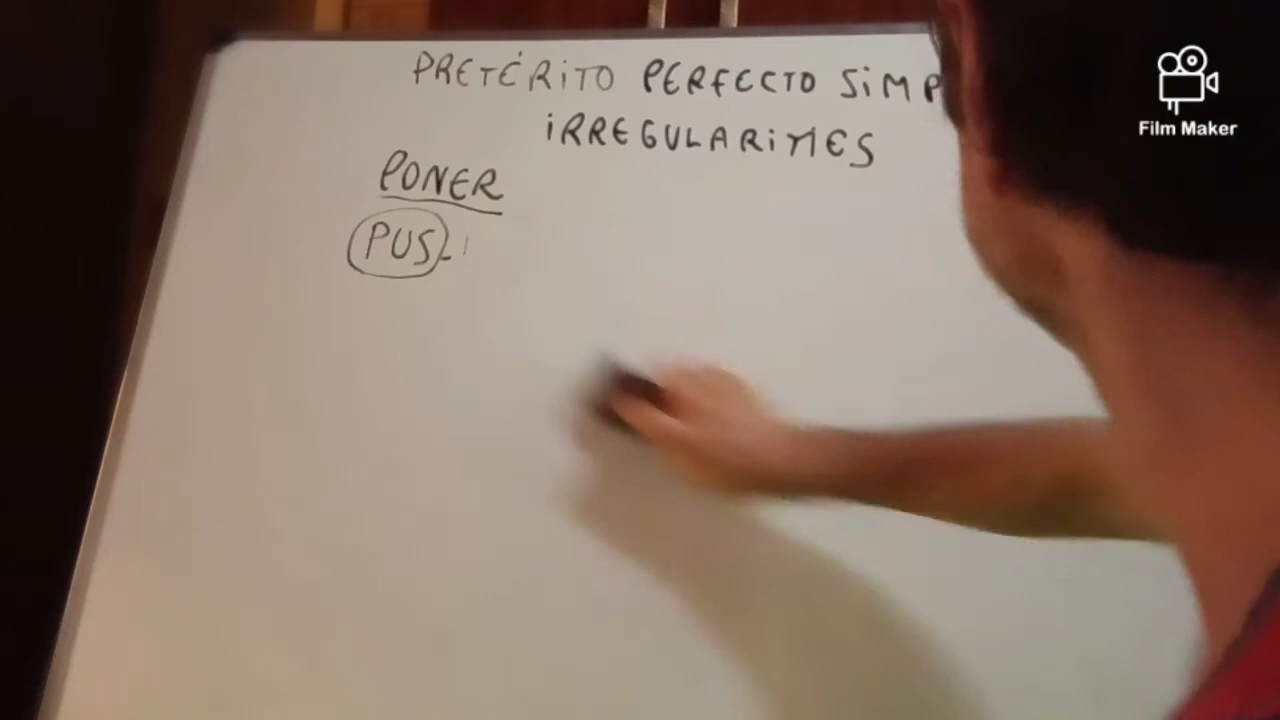 PRETÉRITO PERFECTO SIMP
IRREGULARITIES
PONER
PUS-
Film Maker